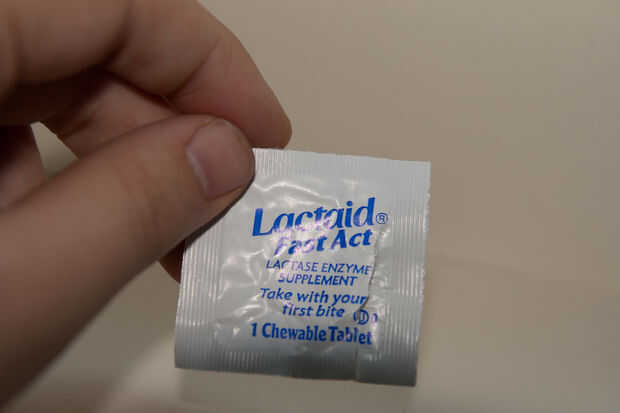 Lactaid®
Fast Act
LACTASE ENZYME
SUPPLEMENT
Take with your
first bite Ⓤ
1 Chewable Tablet